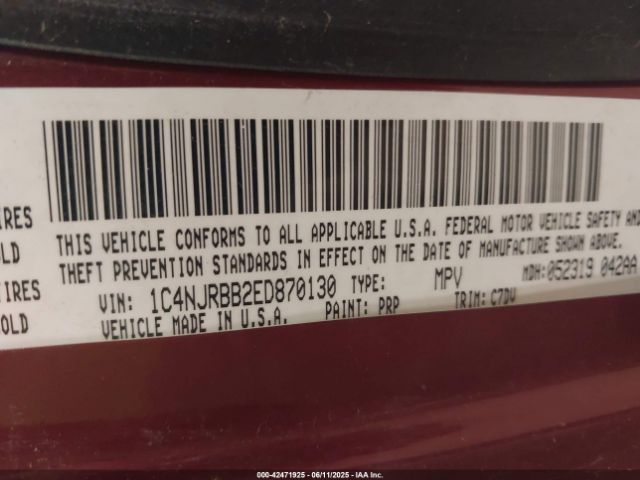 IRES
OLD
IRES
OLD
THIS VEHICLE CONFORMS TO ALL APPLICABLE U.S.A. FEDERAL MOTOR VEHICLE SAFETY AND
THEFT PREVENTION STANDARDS IN EFFECT ON THE DATE OF MANUFACTURE SHOWN ABOVE.
VIN: 1C4NJRBB2ED870130 TYPE: MPV MDH: 052319 042AA
VEHICLE MADE IN U.S.A. PAINT: PRP TRIM: C7DV
000-42471925 - 06/11/2025 - IAA Inc.